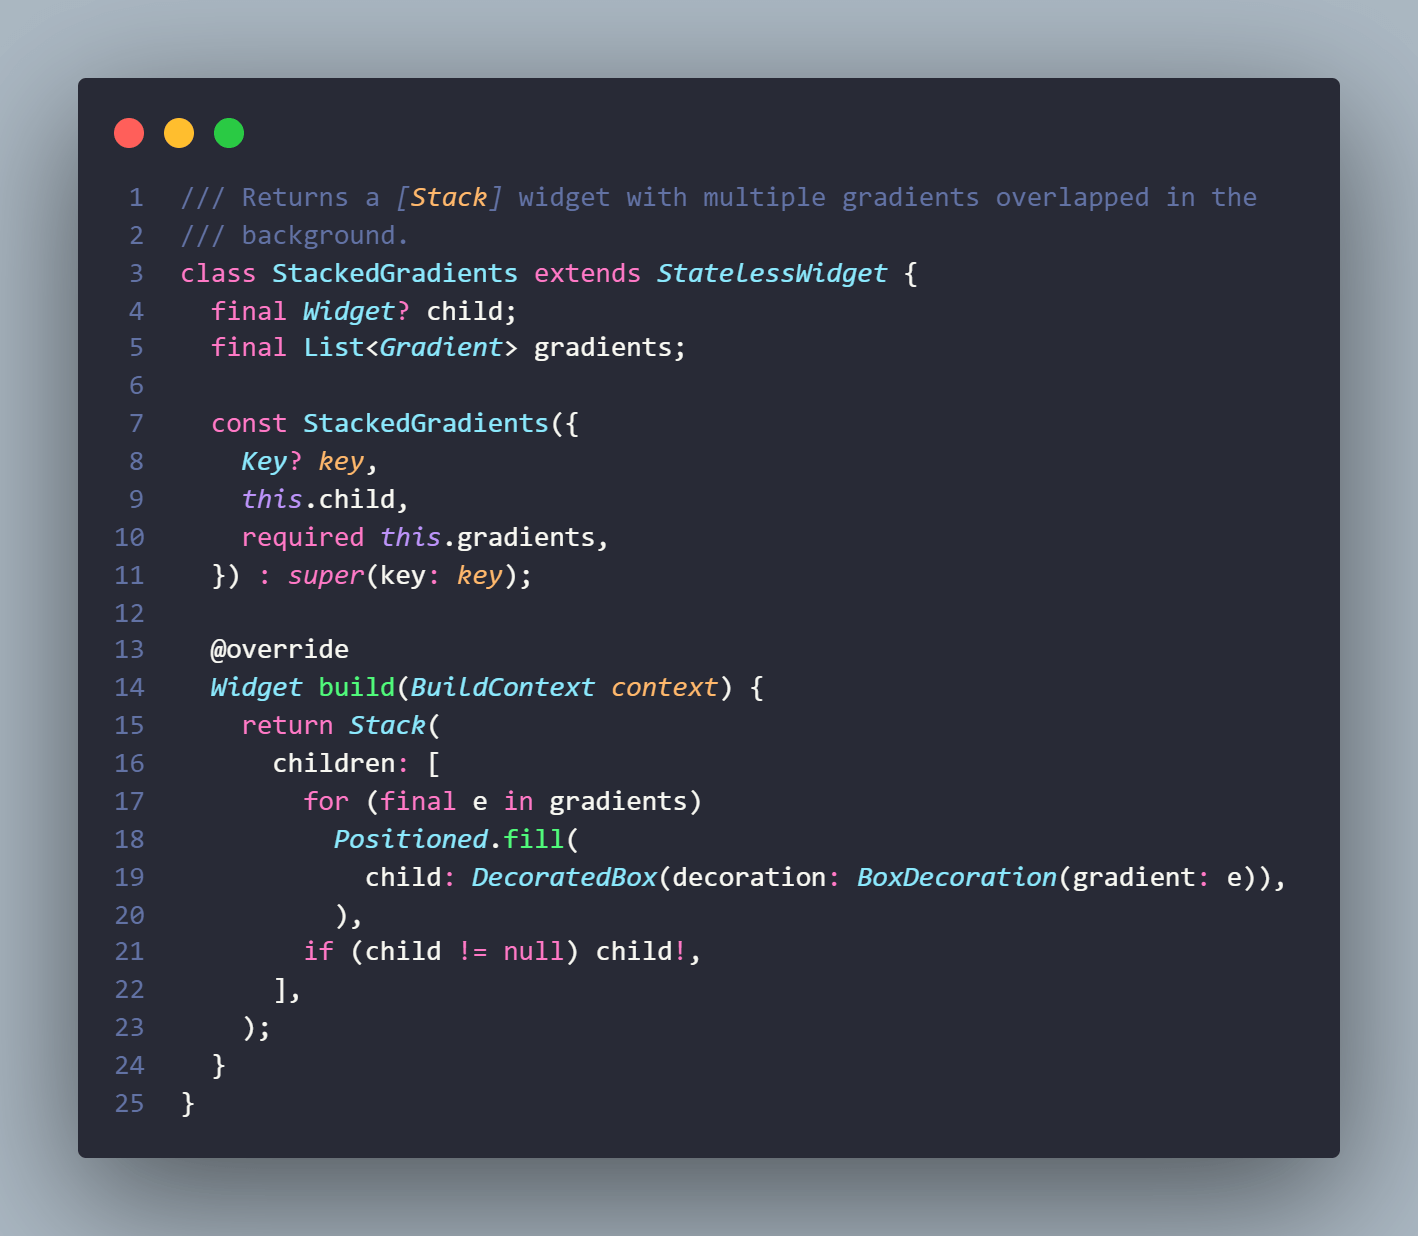 1 /// Returns a [Stack] widget with multiple gradients overlapped in the
2 /// background.
3 class StackedGradients extends StatelessWidget {
4   final Widget? child;
5   final List<Gradient> gradients;
6
7   const StackedGradients({
8     Key? key,
9     this.child,
10     required this.gradients,
11   }) : super(key: key);
12
13   @override
14   Widget build(BuildContext context) {
15     return Stack(
16       children: [
17         for (final e in gradients)
18           Positioned.fill(
19             child: DecoratedBox(decoration: BoxDecoration(gradient: e)),
20           ),
21         if (child != null) child!,
22       ],
23     );
24   }
25 }